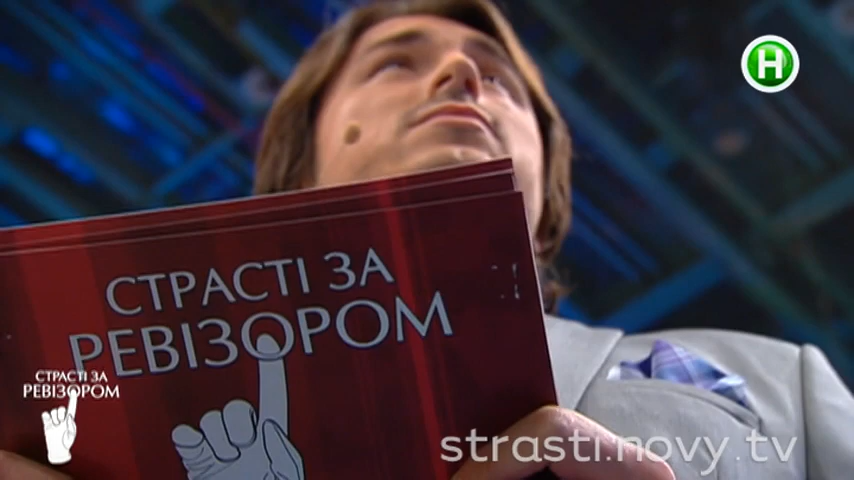 Н
СТРАСТІ ЗА
РЕВІЗОРОМ
СТРАСТІ ЗА
РЕВІЗОРОМ
strasti.novy.tv